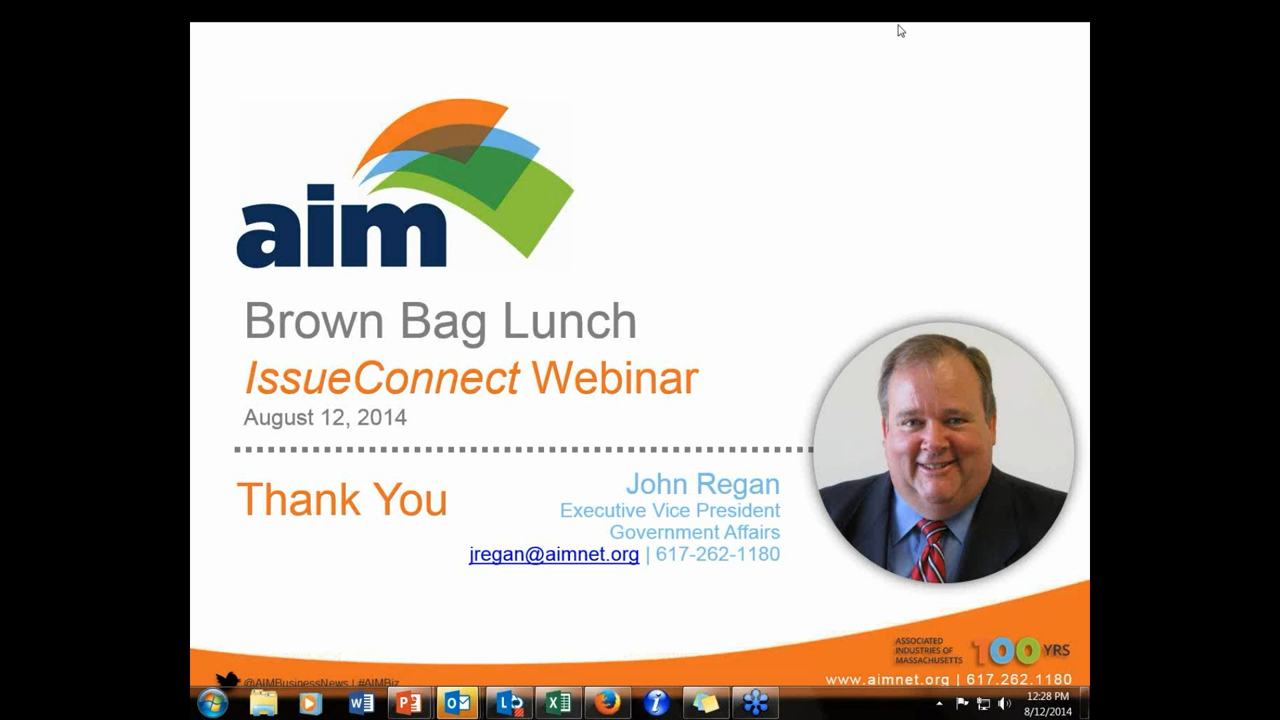 aim
Brown Bag Lunch
IssueConnect Webinar
August 12, 2014
Thank You
John Regan
Executive Vice President
Government Affairs
jregan@aimnet.org | 617-262-1180
ASSOCIATED
INDUSTRIES OF
MASSACHUSETTS
100 YRS
@AIMBusinessNews | #AIMBiz
www.aimnet.org | 617.262.1180
12:28 PM
8/12/2014